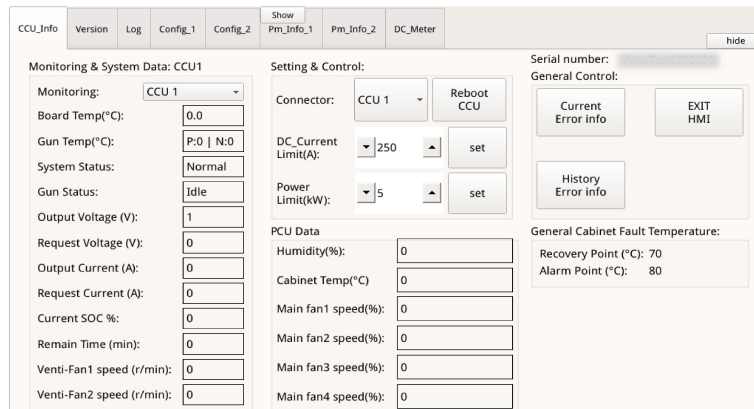 Show
CCU_Info Version Log Config_1 Config_2 Pm_Info_1 Pm_Info_2 DC_Meter
hide
Monitoring & System Data: CCU1
Monitoring: CCU 1
Board Temp(°C): 0.0
Gun Temp(°C): P:0 | N:0
System Status: Normal
Gun Status: Idle
Output Voltage (V): 1
Request Voltage (V): 0
Output Current (A): 0
Request Current (A): 0
Current SOC %: 0
Remain Time (min): 0
Venti-Fan1 speed (r/min): 0
Venti-Fan2 speed (r/min): 0
Setting & Control:
Connector: CCU 1
Reboot
CCU
DC_Current
Limit(A): 250 set
Power
Limit(kW): 5 set
PCU Data
Humidity(%): 0
Cabinet Temp(°C) 0
Main fan1 speed(%): 0
Main fan2 speed(%): 0
Main fan3 speed(%): 0
Main fan4 speed(%): 0
Serial number:
General Control:
Current
Error info
EXIT
HMI
History
Error info
General Cabinet Fault Temperature:
Recovery Point (°C): 70
Alarm Point (°C): 80